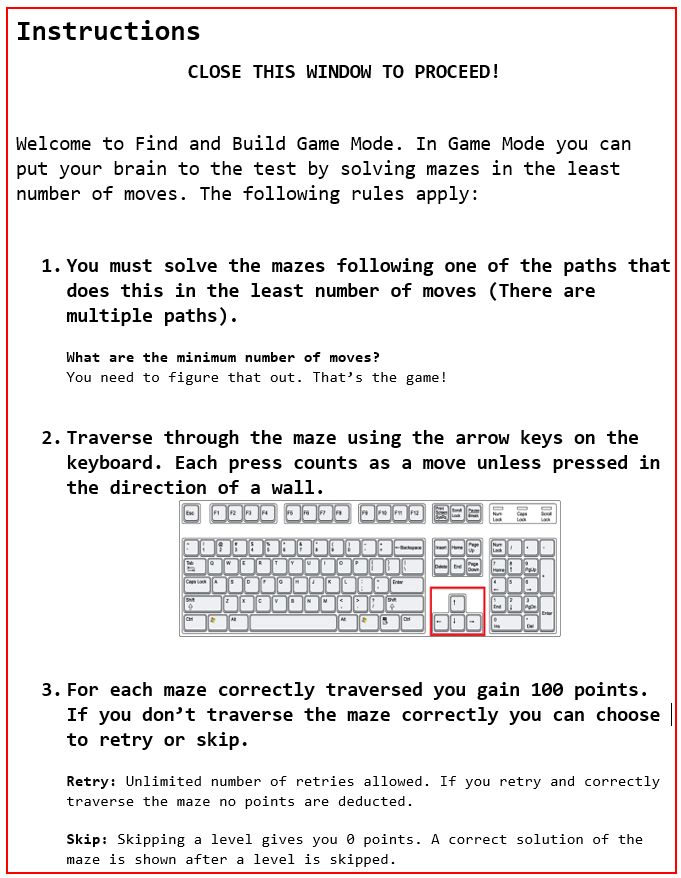 Instructions
CLOSE THIS WINDOW TO PROCEED!
Welcome to Find and Build Game Mode. In Game Mode you can
put your brain to the test by solving mazes in the least
number of moves. The following rules apply:
1. You must solve the mazes following one of the paths that
does this in the least number of moves (There are
multiple paths).
What are the minimum number of moves?
You need to figure that out. That’s the game!
2. Traverse through the maze using the arrow keys on the
keyboard. Each press counts as a move unless pressed in
the direction of a wall.
Esc F1 F2 F3 F4 F5 F6 F7 F8 F9 F10 F11 F12 Scroll Lock Pause Break Num Lock Caps Lock Scroll Lock
1 2 3 4 5 6 7 8 9 0 Backspace Insert Home Page Up Num Lock / * -
Tab Q W E R T Y U I O P Delete End Page Down 7 Home 8 9 PgUp +
Caps Lock A S D F G H J K L Enter 4 5 6
Shift Z X C V B N M Shift ↑ 1 End 2 3 PgDn Enter
Ctrl Alt Alt Ctrl ← ↓ → 0 Ins Del
3. For each maze correctly traversed you gain 100 points.
If you don’t traverse the maze correctly you can choose
to retry or skip.
Retry: Unlimited number of retries allowed. If you retry and correctly
traverse the maze no points are deducted.
Skip: Skipping a level gives you 0 points. A correct solution of the
maze is shown after a level is skipped.